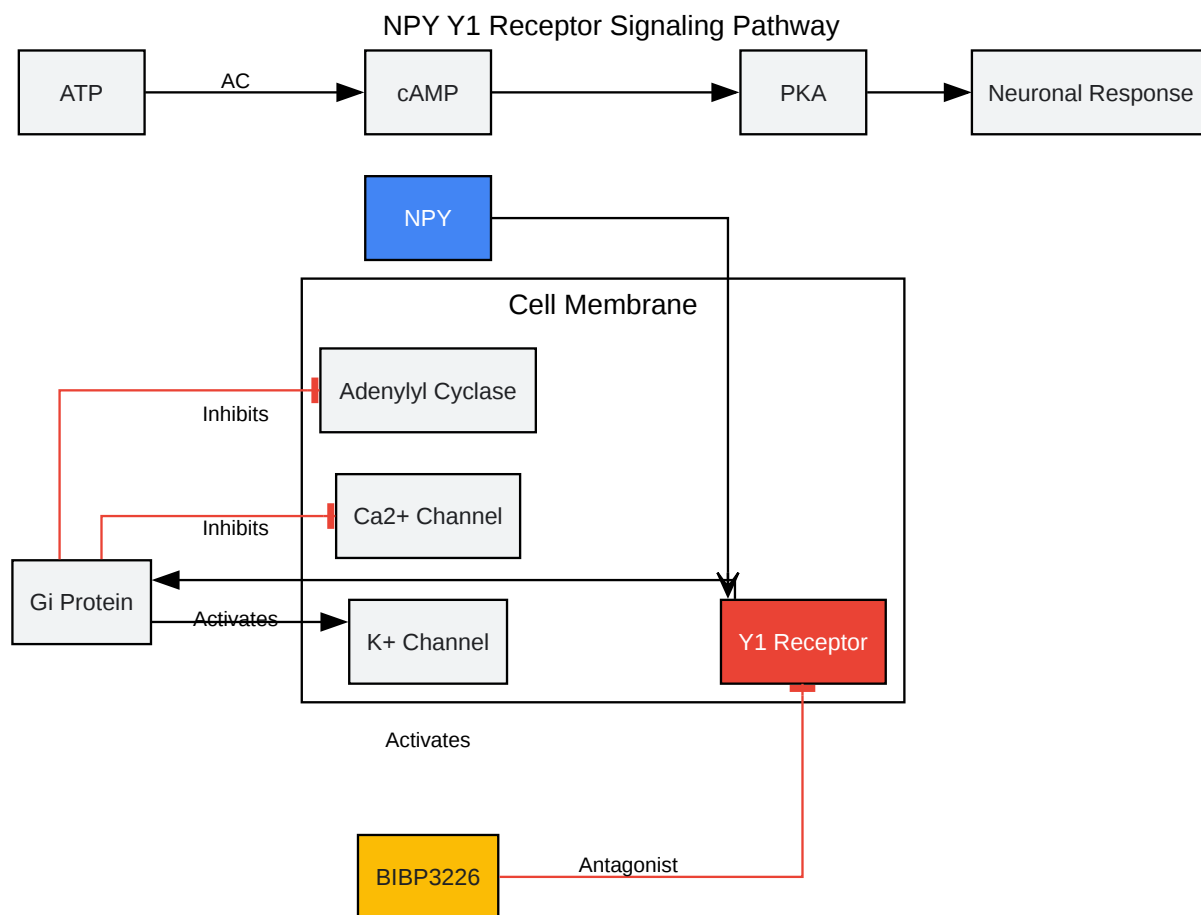 NPY Y1 Receptor Signaling Pathway
ATP
AC
cAMP
PKA
Neuronal Response
NPY
Cell Membrane
Adenylyl Cyclase
Inhibits
Ca2+ Channel
Inhibits
Gi Protein
Activates
K+ Channel
Y1 Receptor
Activates
BIBP3226
Antagonist